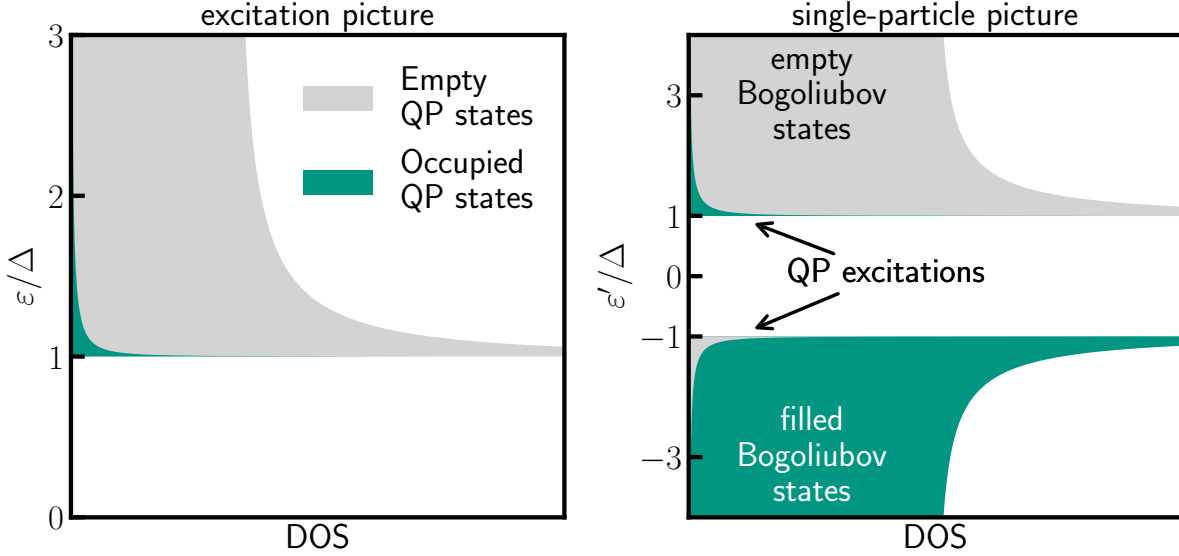 excitation picture
3
2
1
0
ε/Δ
DOS
Empty
QP states
Occupied
QP states
single-particle picture
3
1
0
−1
−3
ε′/Δ
DOS
empty
Bogoliubov
states
QP excitations
filled
Bogoliubov
states